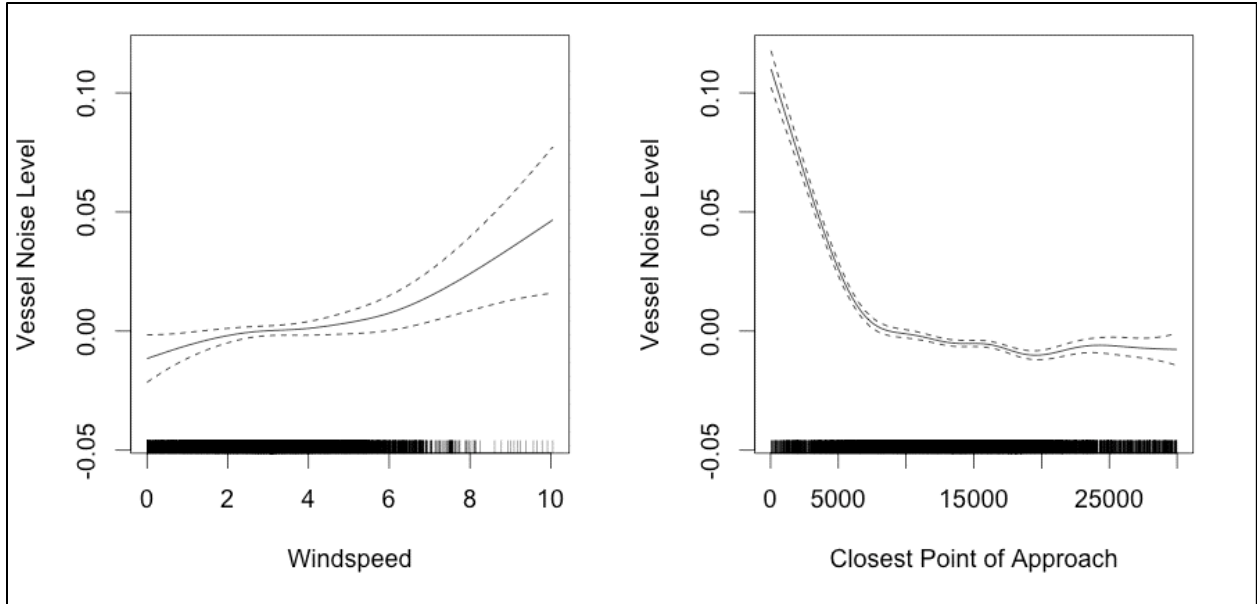 Vessel Noise Level
0.10
0.05
0.00
-0.05
0 2 4 6 8 10
Windspeed
Vessel Noise Level
0.10
0.05
0.00
-0.05
0 5000 15000 25000
Closest Point of Approach